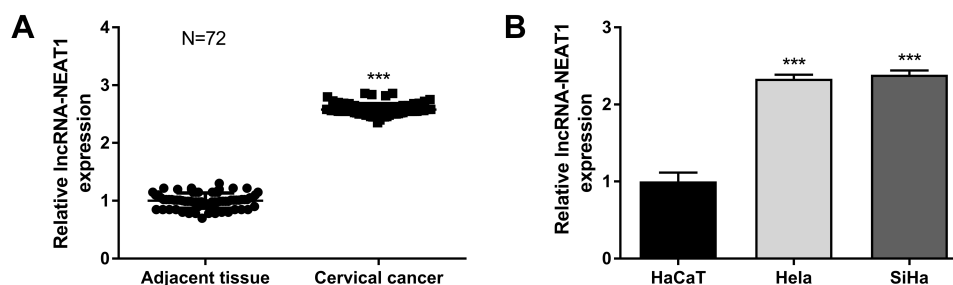 A
Relative lncRNA-NEAT1
expression
4
3
2
1
0
N=72
***
Adjacent tissue
Cervical cancer
B
Relative lncRNA-NEAT1
expression
3
2
1
0
***
***
HaCaT
Hela
SiHa